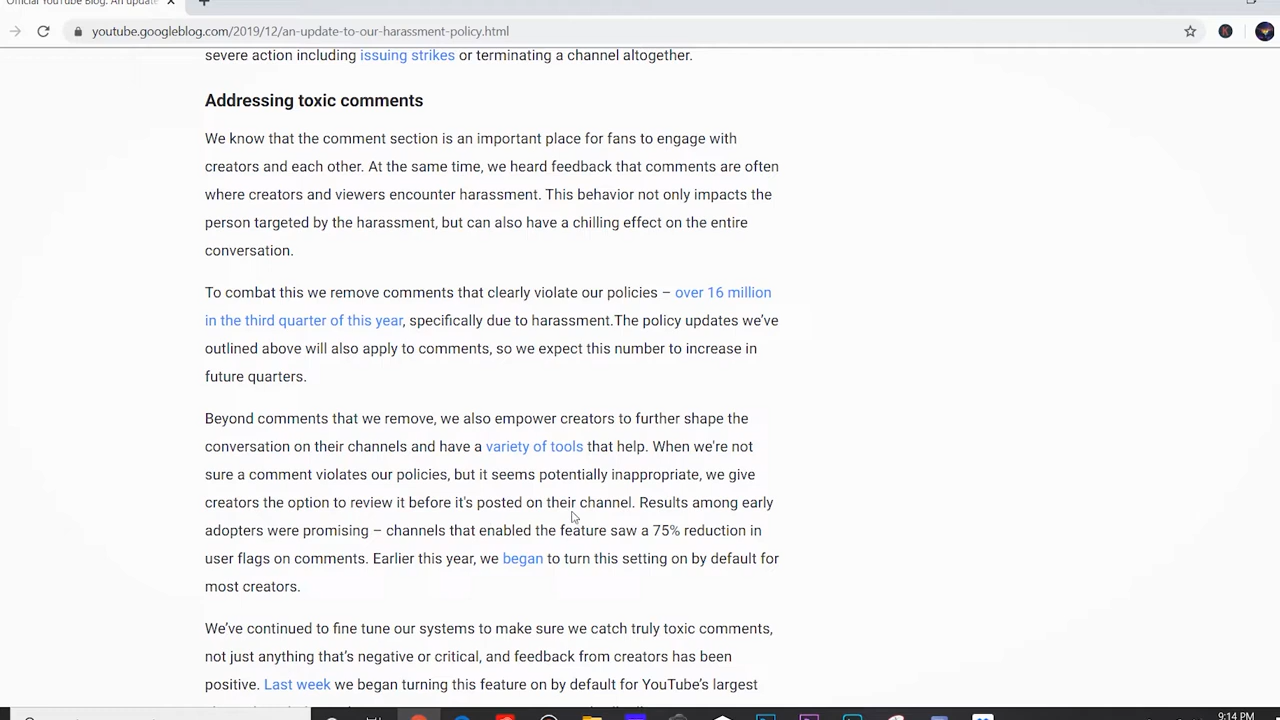 Official YouTube Blog: An update
youtube.googleblog.com/2019/12/an-update-to-our-harassment-policy.html
K
severe action including issuing strikes or terminating a channel altogether.
Addressing toxic comments
We know that the comment section is an important place for fans to engage with
creators and each other. At the same time, we heard feedback that comments are often
where creators and viewers encounter harassment. This behavior not only impacts the
person targeted by the harassment, but can also have a chilling effect on the entire
conversation.
To combat this we remove comments that clearly violate our policies – over 16 million
in the third quarter of this year, specifically due to harassment.The policy updates we’ve
outlined above will also apply to comments, so we expect this number to increase in
future quarters.
Beyond comments that we remove, we also empower creators to further shape the
conversation on their channels and have a variety of tools that help. When we're not
sure a comment violates our policies, but it seems potentially inappropriate, we give
creators the option to review it before it's posted on their channel. Results among early
adopters were promising – channels that enabled the feature saw a 75% reduction in
user flags on comments. Earlier this year, we began to turn this setting on by default for
most creators.
We’ve continued to fine tune our systems to make sure we catch truly toxic comments,
not just anything that’s negative or critical, and feedback from creators has been
positive. Last week we began turning this feature on by default for YouTube’s largest
9:14 PM